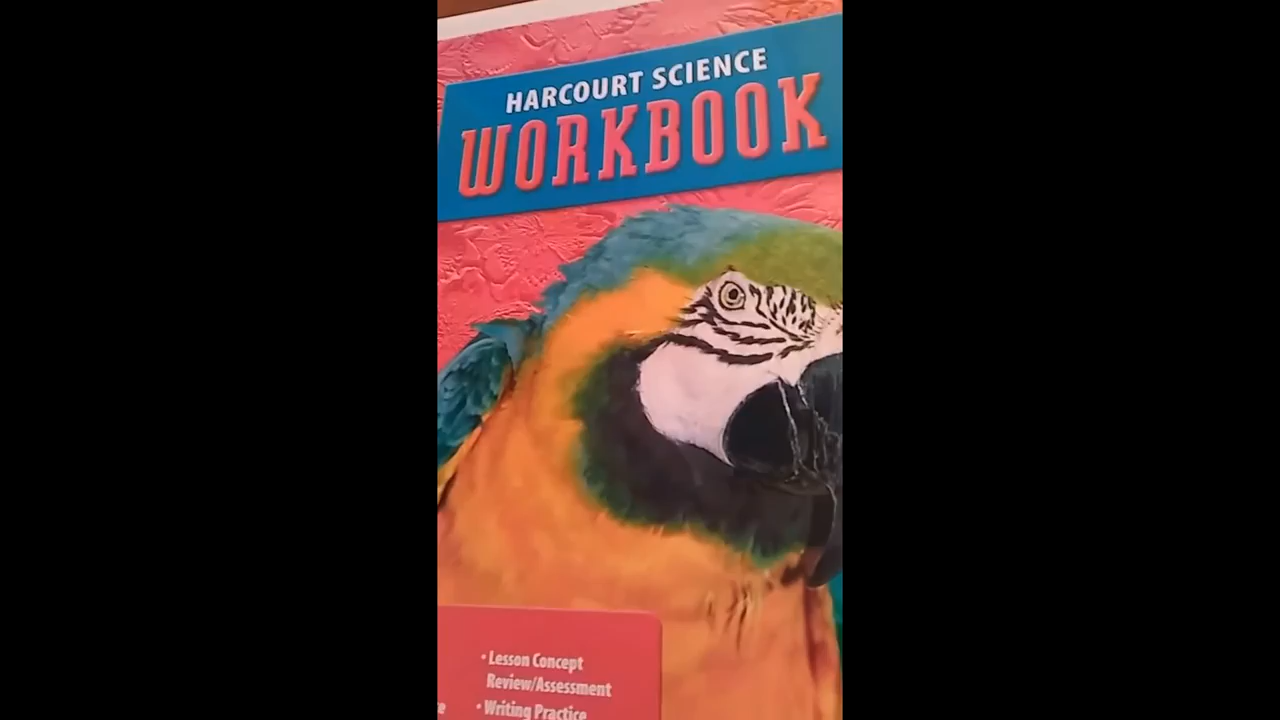 HARCOURT SCIENCE
WORKBOOK
• Lesson Concept
Review/Assessment
• Writing Practice